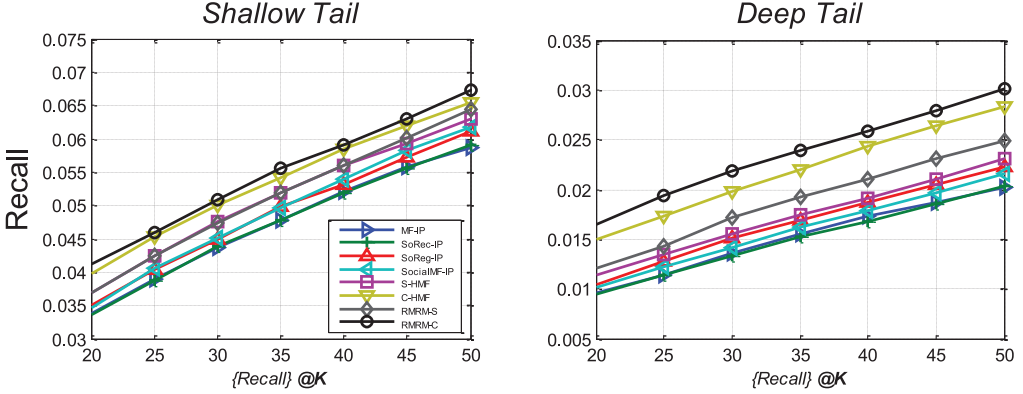 Shallow Tail
Recall
0.075
0.07
0.065
0.06
0.055
0.05
0.045
0.04
0.035
0.03
20 25 30 35 40 45 50
{Recall} @K
MF-IP
SoRec-IP
SoReg-IP
SocialMF-IP
S-HMF
C-HMF
RMRM-S
RMRM-C
Deep Tail
0.035
0.03
0.025
0.02
0.015
0.01
0.005
20 25 30 35 40 45 50
{Recall} @K